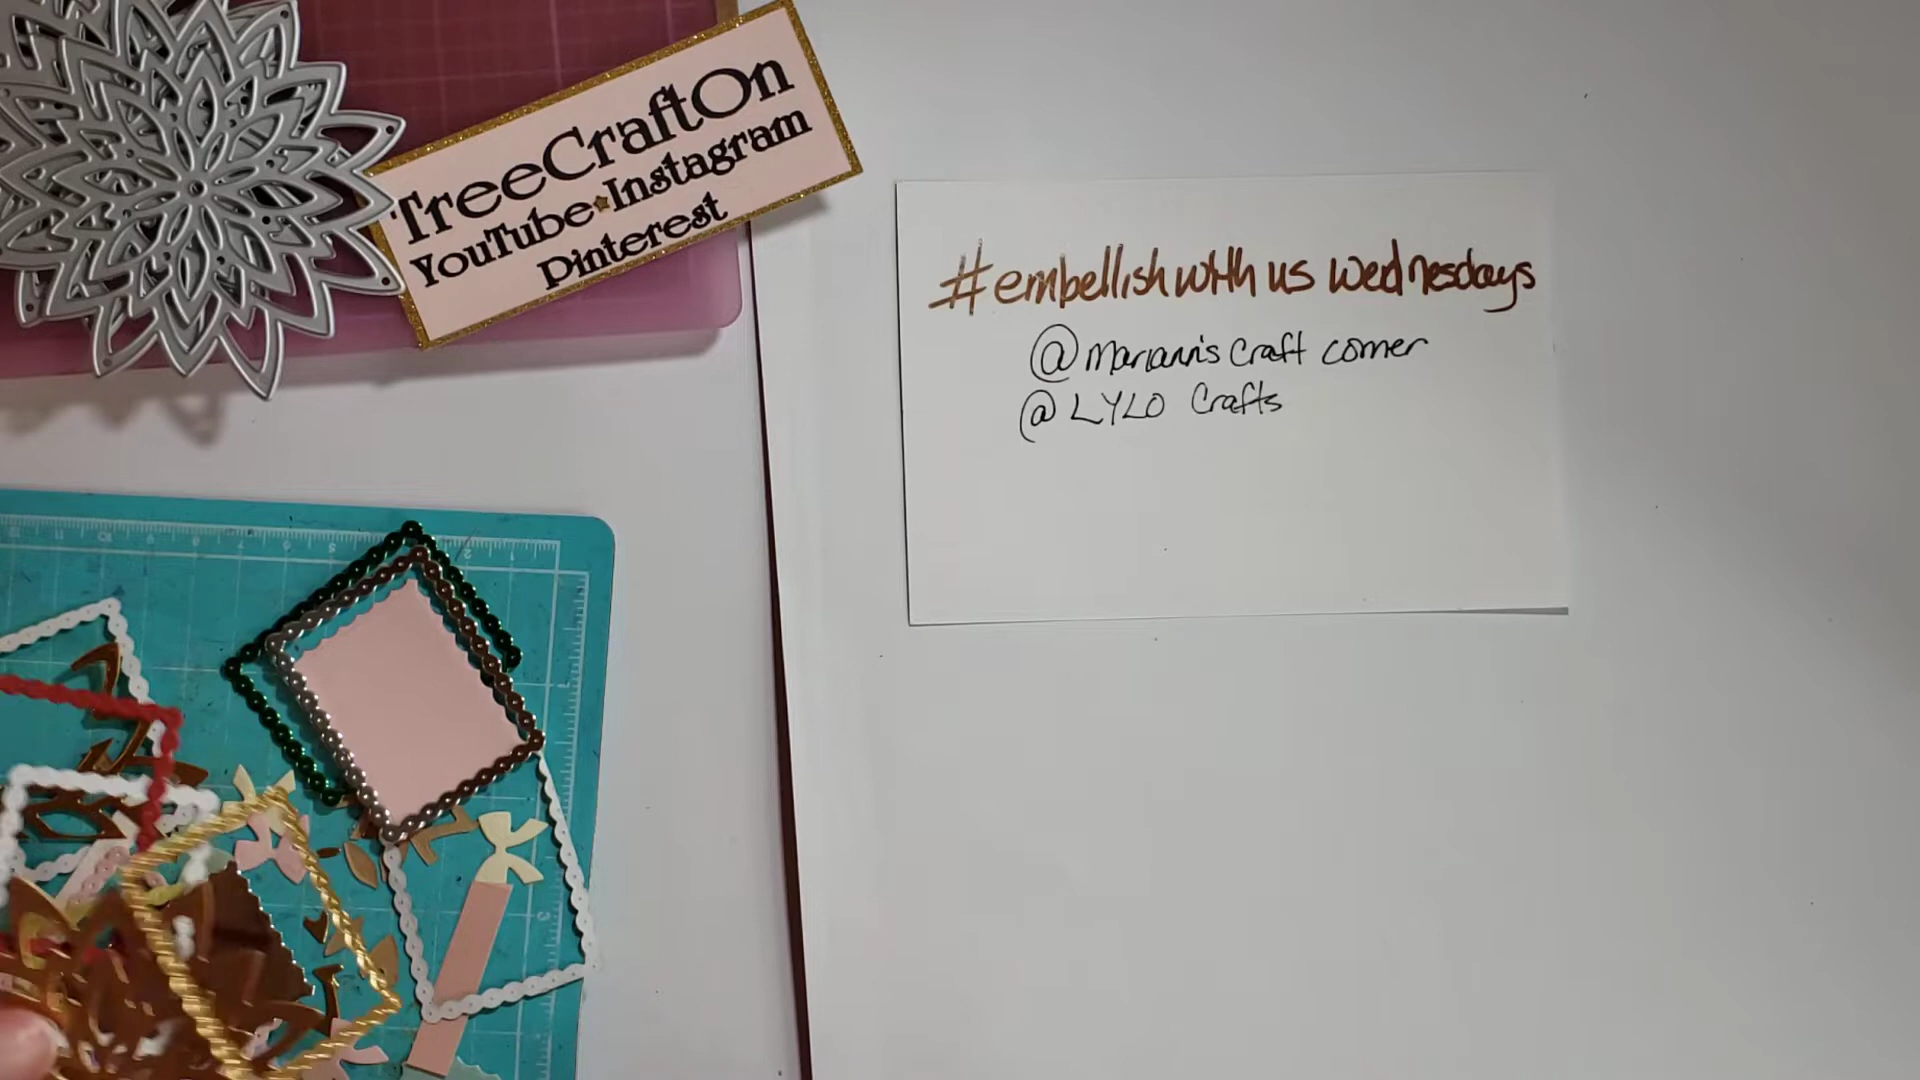 TreeCraftOn
YouTube Instagram
Pinterest
#embellish with us wednesdays
@mariann's craft corner
@LYLO Crafts